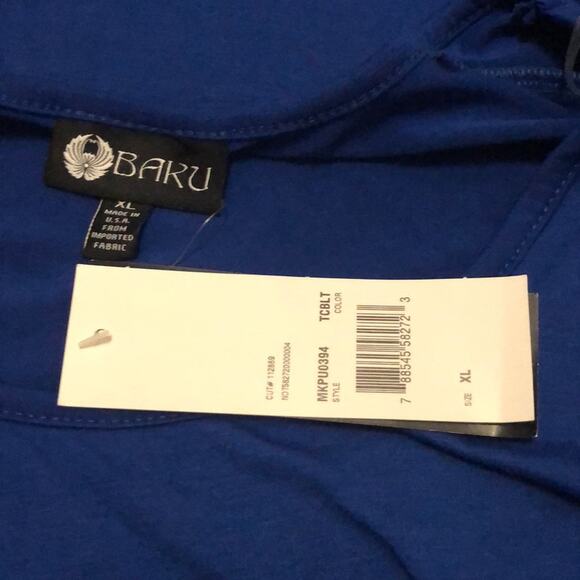 BAKU
XL
MADE IN
U.S.A.
FROM
IMPORTED
FABRIC
CUT# 112889
NO7582720000004
MKPU0394
STYLE
TCBLT
COLOR
7 88545 58272 3
XL
SIZE